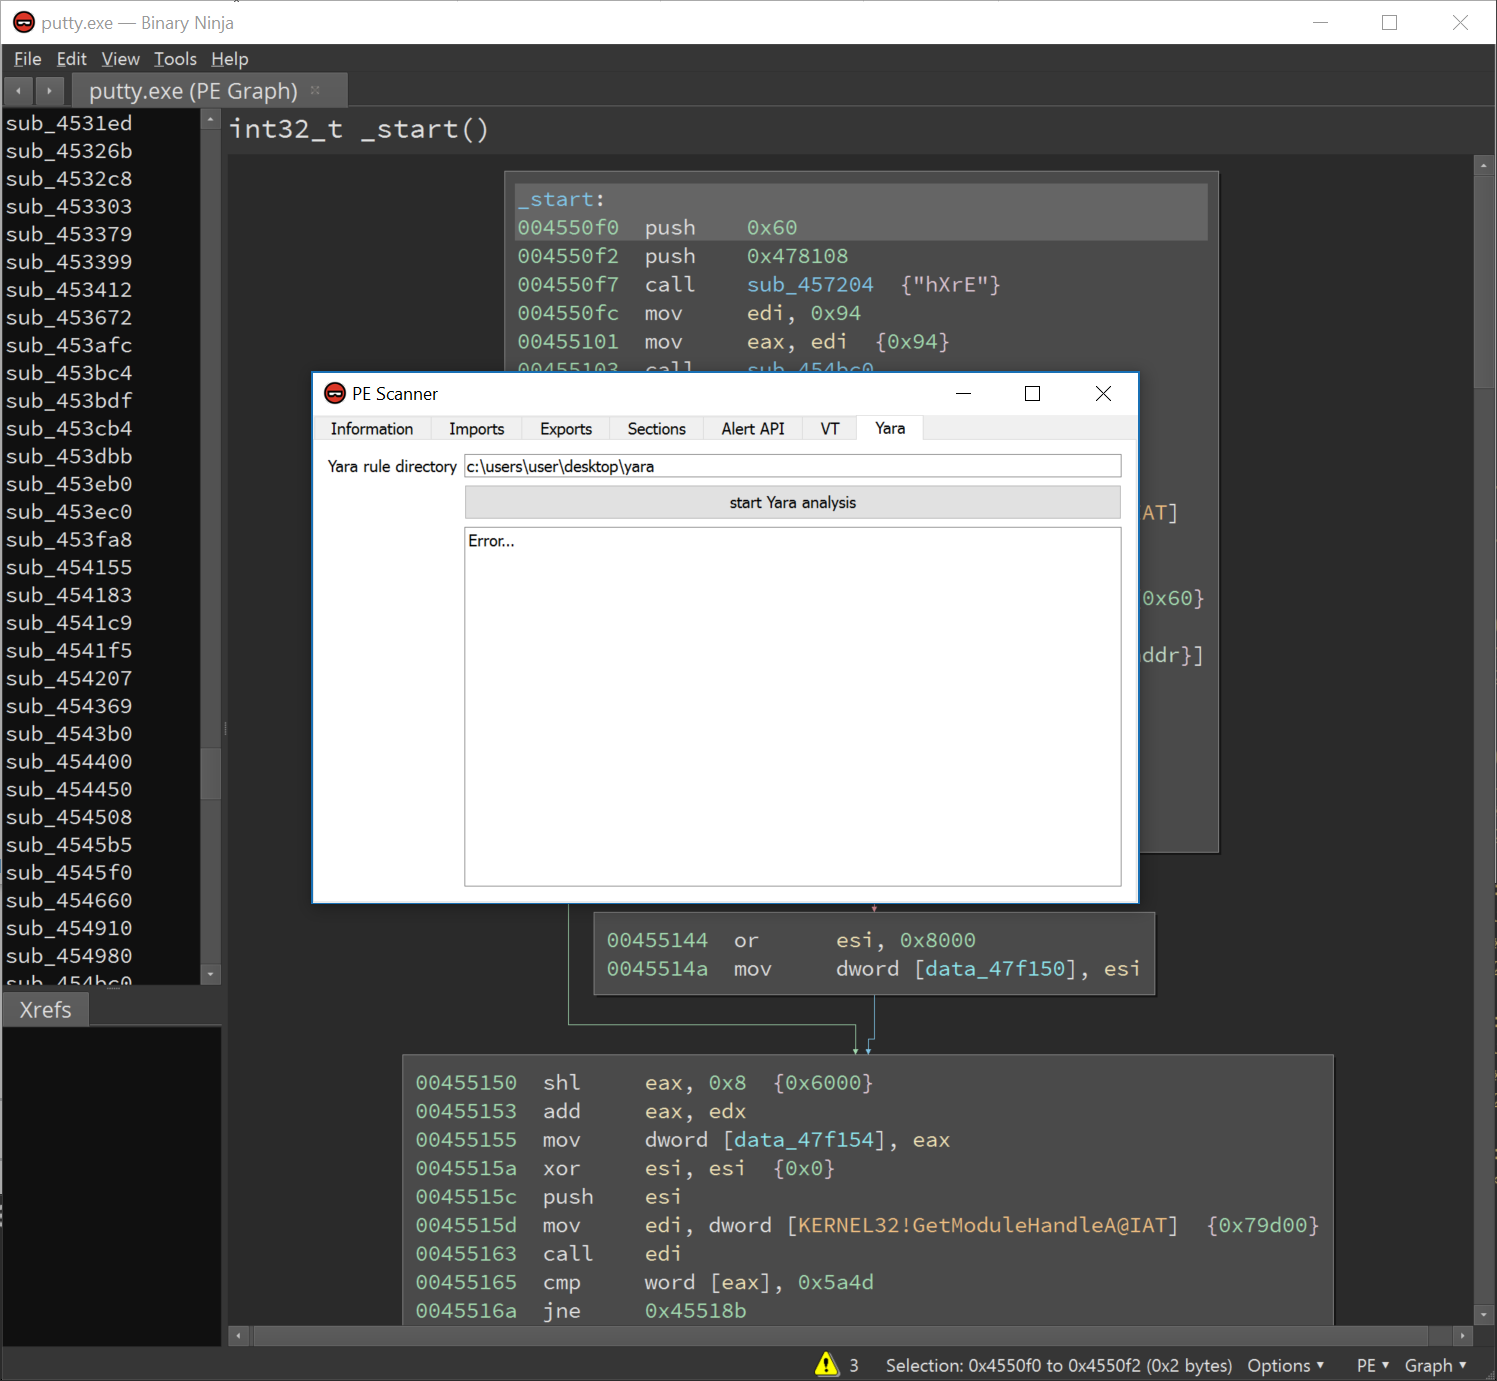 putty.exe — Binary Ninja
File Edit View Tools Help
putty.exe (PE Graph)
sub_4531ed
sub_45326b
sub_4532c8
sub_453303
sub_453379
sub_453399
sub_453412
sub_453672
sub_453afc
sub_453bc4
sub_453bdf
sub_453cb4
sub_453dbb
sub_453eb0
sub_453ec0
sub_453fa8
sub_454155
sub_454183
sub_4541c9
sub_4541f5
sub_454207
sub_454369
sub_4543b0
sub_454400
sub_454450
sub_454508
sub_4545b5
sub_4545f0
sub_454660
sub_454910
sub_454980
sub_454bc0
Xrefs
int32_t _start()
_start:
004550f0 push 0x60
004550f2 push 0x478108
004550f7 call sub_457204 {"hXrE"}
004550fc mov edi, 0x94
00455101 mov eax, edi {0x94}
00455103 call sub_454bc0
AT]
0x60}
ddr}]
PE Scanner
Information Imports Exports Sections Alert API VT Yara
Yara rule directory c:\users\user\desktop\yara
start Yara analysis
Error...
00455144 or esi, 0x8000
0045514a mov dword [data_47f150], esi
00455150 shl eax, 0x8 {0x6000}
00455153 add eax, edx
00455155 mov dword [data_47f154], eax
0045515a xor esi, esi {0x0}
0045515c push esi
0045515d mov edi, dword [KERNEL32!GetModuleHandleA@IAT] {0x79d00}
00455163 call edi
00455165 cmp word [eax], 0x5a4d
0045516a jne 0x45518b
3 Selection: 0x4550f0 to 0x4550f2 (0x2 bytes) Options PE Graph